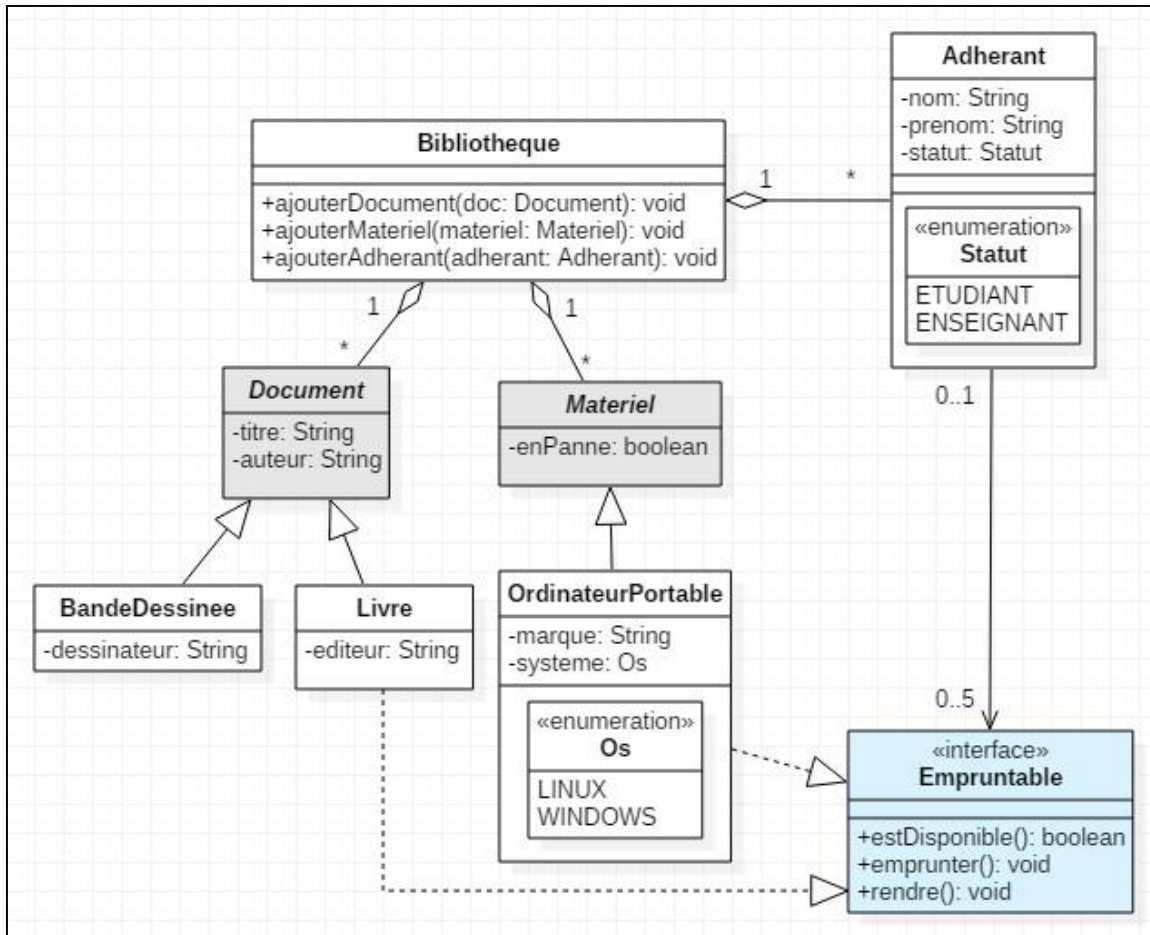 Adherant
-nom: String
-prenom: String
-statut: Statut
«enumeration»
Statut
ETUDIANT
ENSEIGNANT
Bibliotheque
+ajouterDocument(doc: Document): void
+ajouterMateriel(materiel: Materiel): void
+ajouterAdherant(adherant: Adherant): void
1
*
1
*
1
*
Document
-titre: String
-auteur: String
Materiel
-enPanne: boolean
0..1
BandeDessinee
-dessinateur: String
Livre
-editeur: String
OrdinateurPortable
-marque: String
-systeme: Os
«enumeration»
Os
LINUX
WINDOWS
0..5
«interface»
Empruntable
+estDisponible(): boolean
+emprunter(): void
+rendre(): void